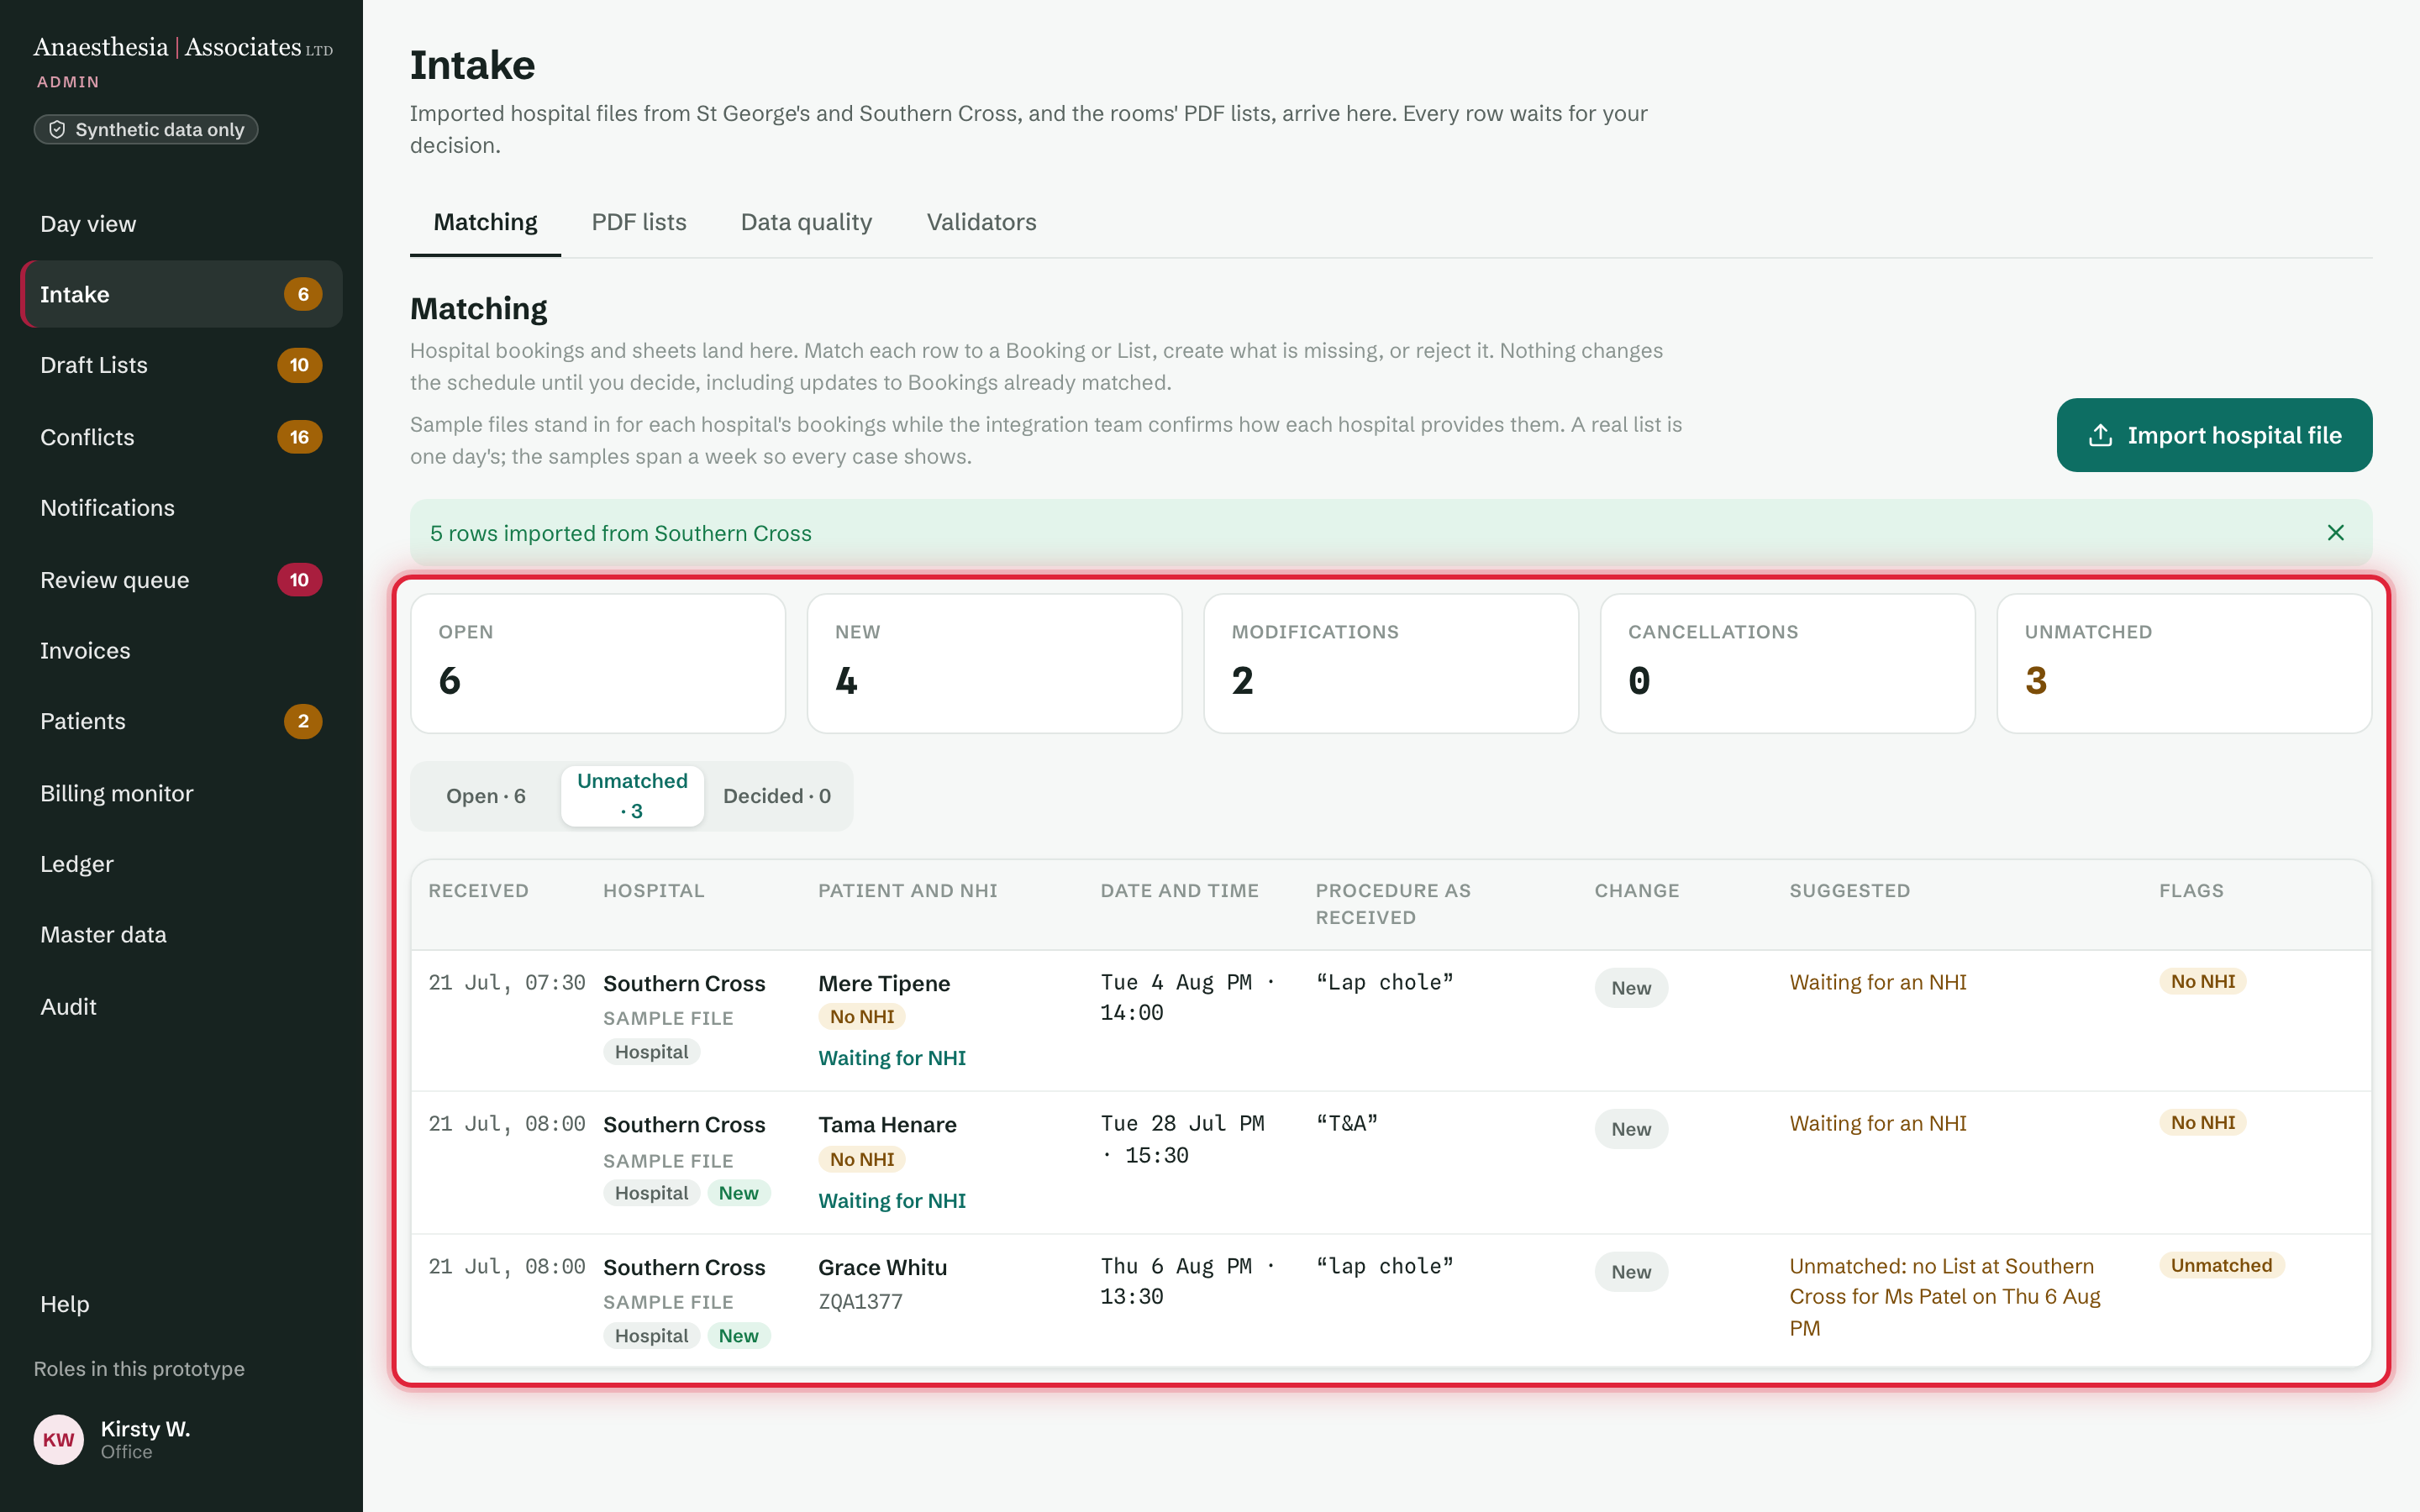 Anaesthesia | Associates LTD
ADMIN
Synthetic data only
Day view
Intake 6
Draft Lists 10
Conflicts 16
Notifications
Review queue 10
Invoices
Patients 2
Billing monitor
Ledger
Master data
Audit
Help
Roles in this prototype
KW
Kirsty W.
Office
Intake
Imported hospital files from St George's and Southern Cross, and the rooms' PDF lists, arrive here. Every row waits for your
decision.
Matching PDF lists Data quality Validators
Matching
Hospital bookings and sheets land here. Match each row to a Booking or List, create what is missing, or reject it. Nothing changes
the schedule until you decide, including updates to Bookings already matched.
Sample files stand in for each hospital's bookings while the integration team confirms how each hospital provides them. A real list is
one day's; the samples span a week so every case shows.
Import hospital file
5 rows imported from Southern Cross
OPEN NEW MODIFICATIONS CANCELLATIONS UNMATCHED
6 4 2 0 3
Open · 6 Unmatched · 3 Decided · 0
RECEIVED HOSPITAL PATIENT AND NHI DATE AND TIME PROCEDURE AS RECEIVED CHANGE SUGGESTED FLAGS
21 Jul, 07:30 Southern Cross Mere Tipene Tue 4 Aug PM · “Lap chole” New Waiting for an NHI No NHI
SAMPLE FILE No NHI 14:00
Hospital Waiting for NHI
21 Jul, 08:00 Southern Cross Tama Henare Tue 28 Jul PM “T&A” New Waiting for an NHI No NHI
SAMPLE FILE No NHI · 15:30
Hospital New Waiting for NHI
21 Jul, 08:00 Southern Cross Grace Whitu Thu 6 Aug PM · “lap chole” New Unmatched: no List at Southern Unmatched
SAMPLE FILE ZQA1377 13:30 Cross for Ms Patel on Thu 6 Aug
Hospital New PM